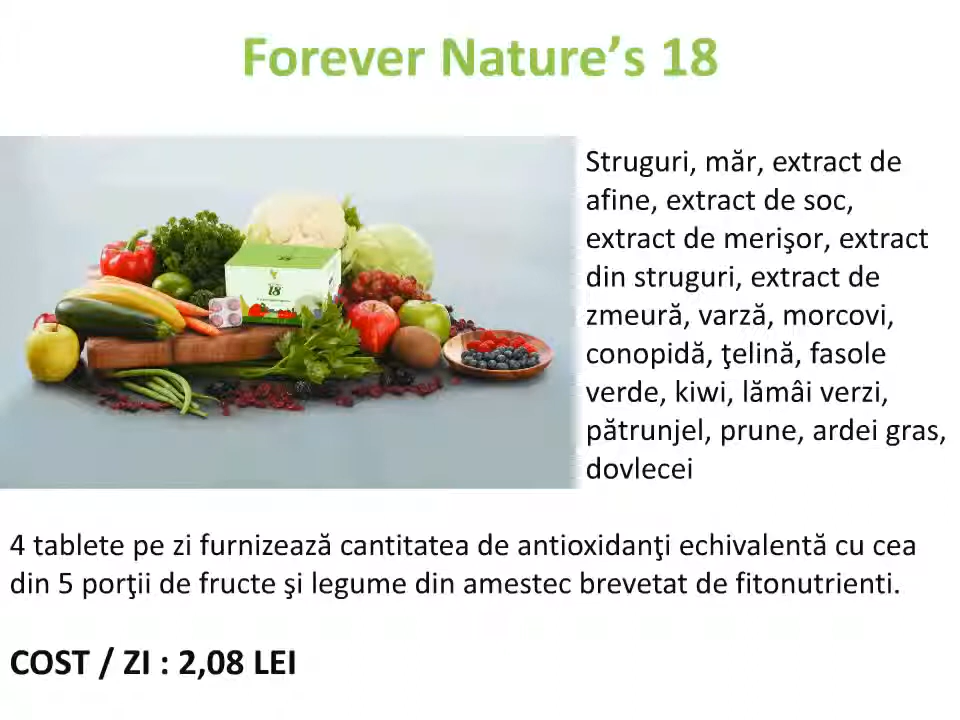 Forever Nature’s 18
Struguri, măr, extract de
afine, extract de soc,
extract de merişor, extract
din struguri, extract de
zmeură, varză, morcovi,
conopidă, ţelină, fasole
verde, kiwi, lămâi verzi,
pătrunjel, prune, ardei gras,
dovlecei
18
4 tablete pe zi furnizează cantitatea de antioxidanţi echivalentă cu cea
din 5 porţii de fructe şi legume din amestec brevetat de fitonutrienti.
COST / ZI : 2,08 LEI